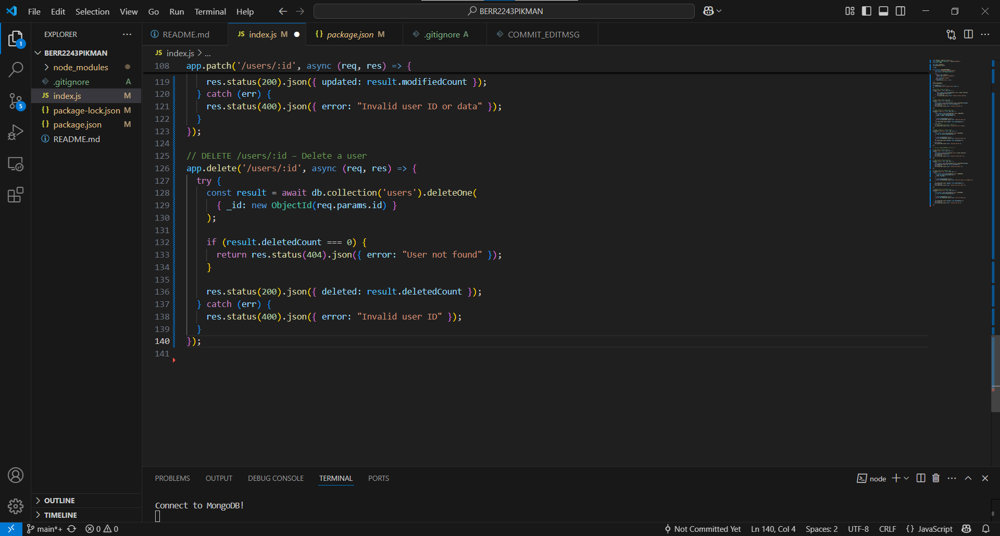 File Edit Selection View Go Run Terminal Help
BERR2243PIKMAN
EXPLORER
BERR2243PIKMAN
node_modules
.gitignore A
JS index.js M
{} package-lock.json M
{} package.json M
README.md
OUTLINE
TIMELINE
1
5
README.md
JS index.js M
{} package.json M
.gitignore A
COMMIT_EDITMSG
JS index.js > ...
108 app.patch('/users/:id', async (req, res) => {
119 res.status(200).json({ updated: result.modifiedCount });
120 } catch (err) {
121 res.status(400).json({ error: "Invalid user ID or data" });
122 }
123 });
124
125 // DELETE /users/:id – Delete a user
126 app.delete('/users/:id', async (req, res) => {
127 try {
128 const result = await db.collection('users').deleteOne(
129 { _id: new ObjectId(req.params.id) }
130 );
131
132 if (result.deletedCount === 0) {
133 return res.status(404).json({ error: "User not found" });
134 }
135
136 res.status(200).json({ deleted: result.deletedCount });
137 } catch (err) {
138 res.status(400).json({ error: "Invalid user ID" });
139 }
140 });
141
PROBLEMS OUTPUT DEBUG CONSOLE TERMINAL PORTS
node
Connect to MongoDB!
main*+ 0 0
Not Committed Yet Ln 140, Col 4 Spaces: 2 UTF-8 CRLF {} JavaScript